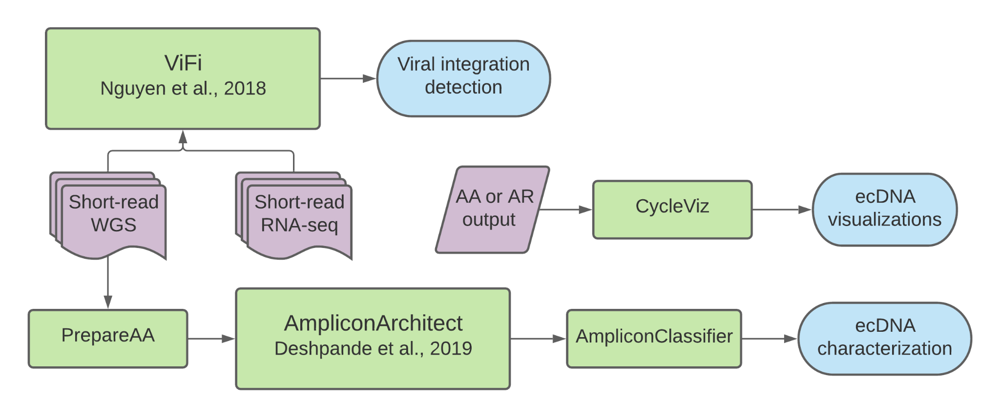 ViFi
Nguyen et al., 2018
Viral integration
detection
Short-read
WGS
Short-read
RNA-seq
AA or AR
output
CycleViz
ecDNA
visualizations
PrepareAA
AmpliconArchitect
Deshpande et al., 2019
AmpliconClassifier
ecDNA
characterization